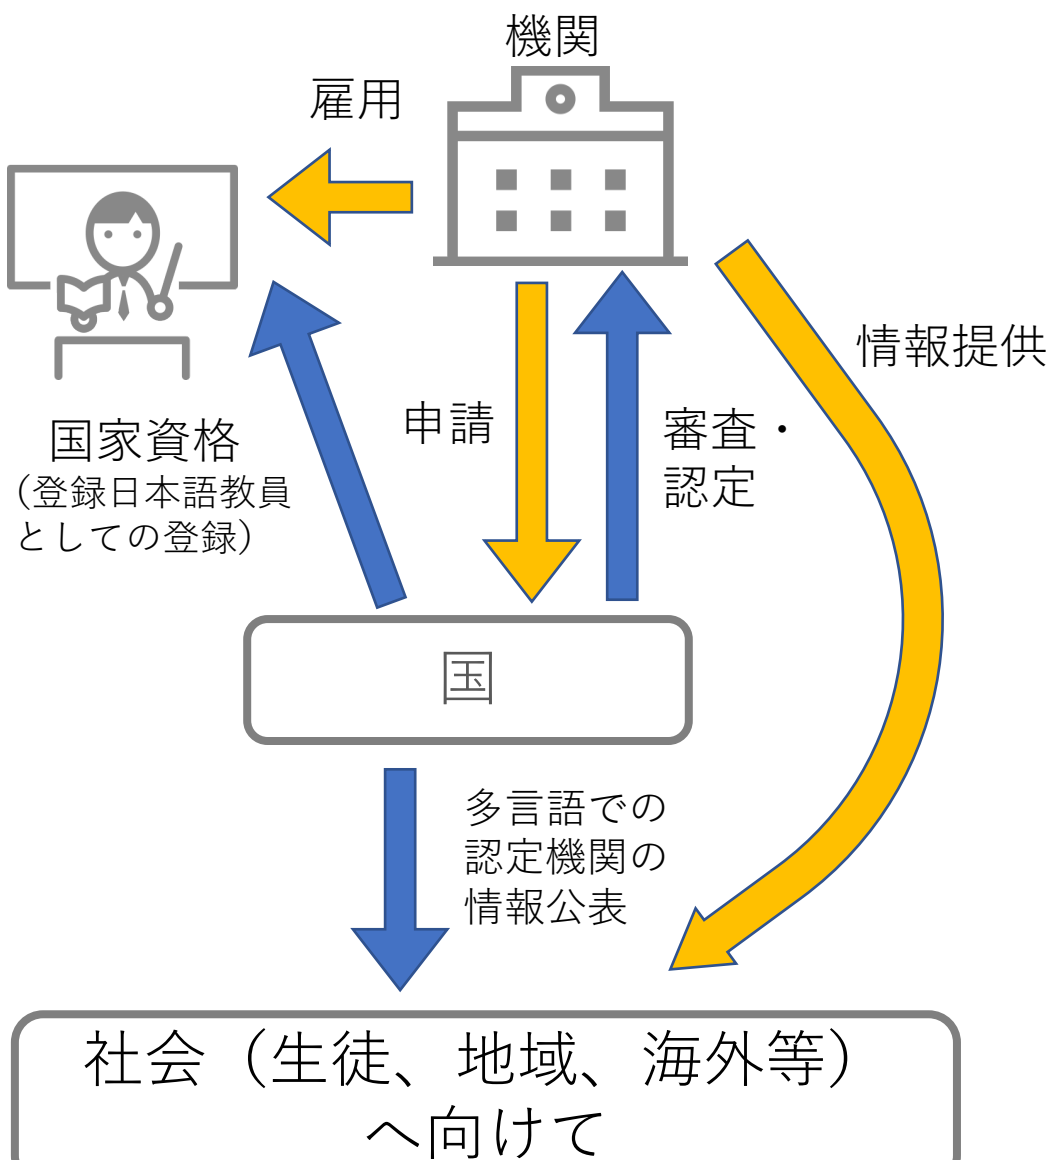 機関
雇用
情報提供
申請
審査・
認定
国家資格
（登録日本語教員
としての登録）
国
多言語での
認定機関の
情報公表
社会（生徒、地域、海外等）
へ向けて